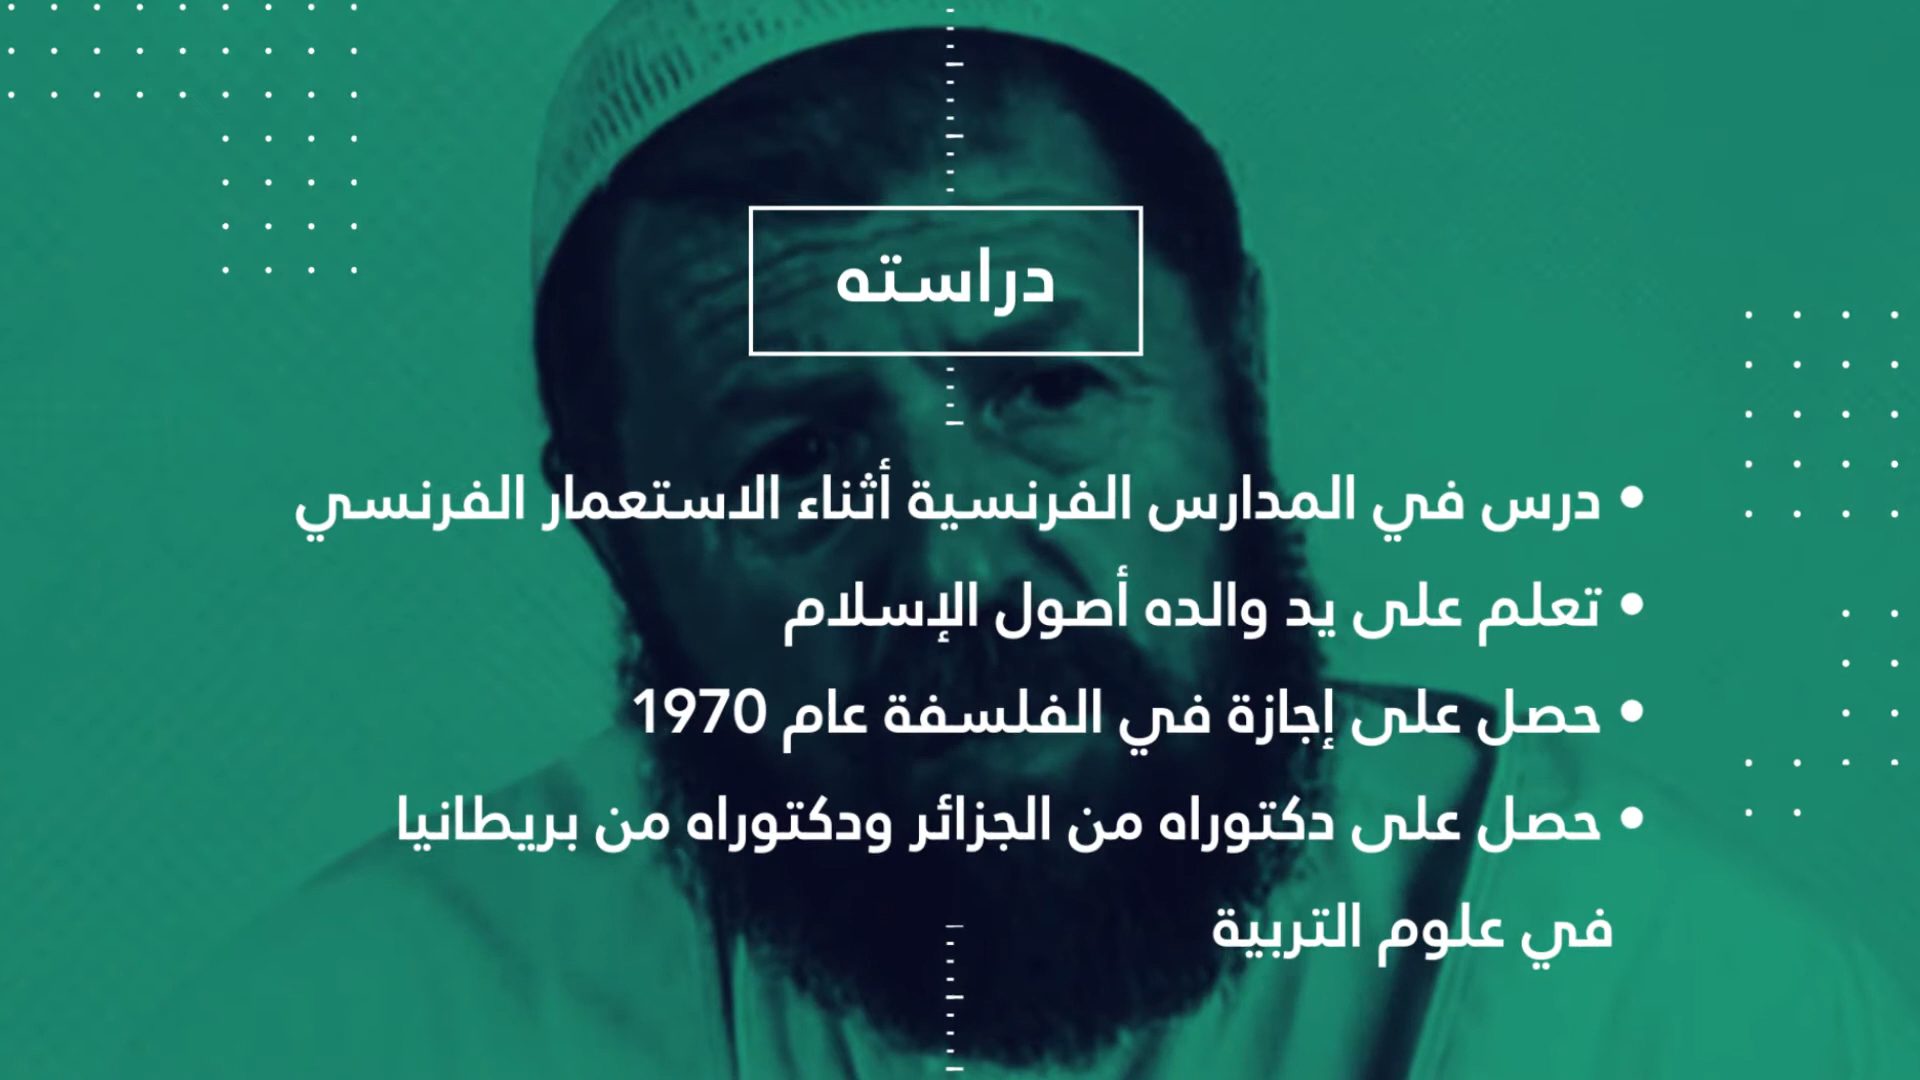 دراسته
• درس في المدارس الفرنسية أثناء الاستعمار الفرنسي
• تعلم على يد والده أصول الإسلام
• حصل على إجازة في الفلسفة عام 1970
• حصل على دكتوراه من الجزائر ودكتوراه من بريطانيا
في علوم التربية